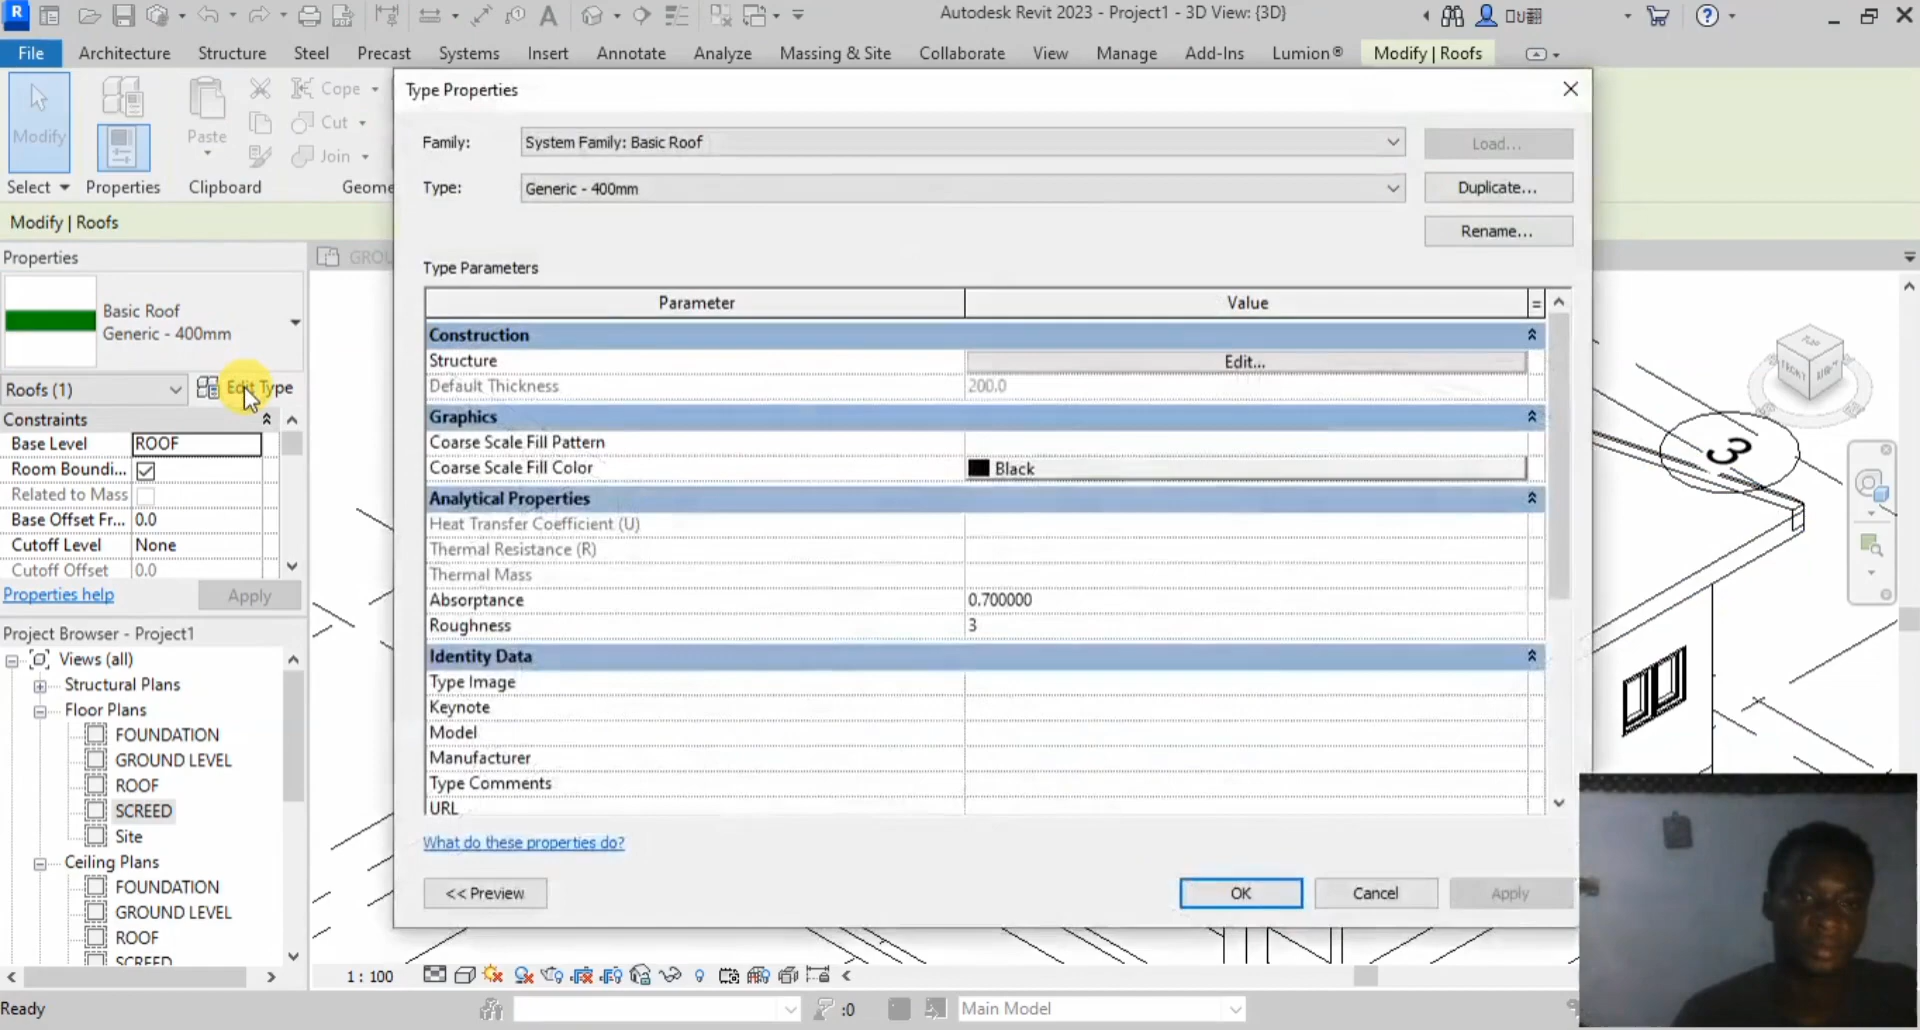 R
Autodesk Revit 2023 - Project1 - 3D View: {3D}
File Architecture Structure Steel Precast Systems Insert Annotate Analyze Massing & Site Collaborate View Manage Add-Ins Lumion® Modify | Roofs
Modify
Paste
Cope
Cut
Join
Select Properties Clipboard Geome
Modify | Roofs
Properties
GROU
Basic Roof
Generic - 400mm
Roofs (1)
Edit Type
Constraints
Base Level ROOF
Room Boundi...
Related to Mass
Base Offset Fr... 0.0
Cutoff Level None
Cutoff Offset 0.0
Properties help
Apply
Project Browser - Project1
Views (all)
Structural Plans
Floor Plans
FOUNDATION
GROUND LEVEL
ROOF
SCREED
Site
Ceiling Plans
FOUNDATION
GROUND LEVEL
ROOF
SCREED
Type Properties
Family: System Family: Basic Roof Load...
Type: Generic - 400mm Duplicate...
Rename...
Type Parameters
Parameter Value =
Construction
Structure Edit...
Default Thickness 200.0
Graphics
Coarse Scale Fill Pattern
Coarse Scale Fill Color Black
Analytical Properties
Heat Transfer Coefficient (U)
Thermal Resistance (R)
Thermal Mass
Absorptance 0.700000
Roughness 3
Identity Data
Type Image
Keynote
Model
Manufacturer
Type Comments
URL
What do these properties do?
<< Preview OK Cancel Apply
TOP
FRONT
3
1 : 100
Ready
:0
Main Model